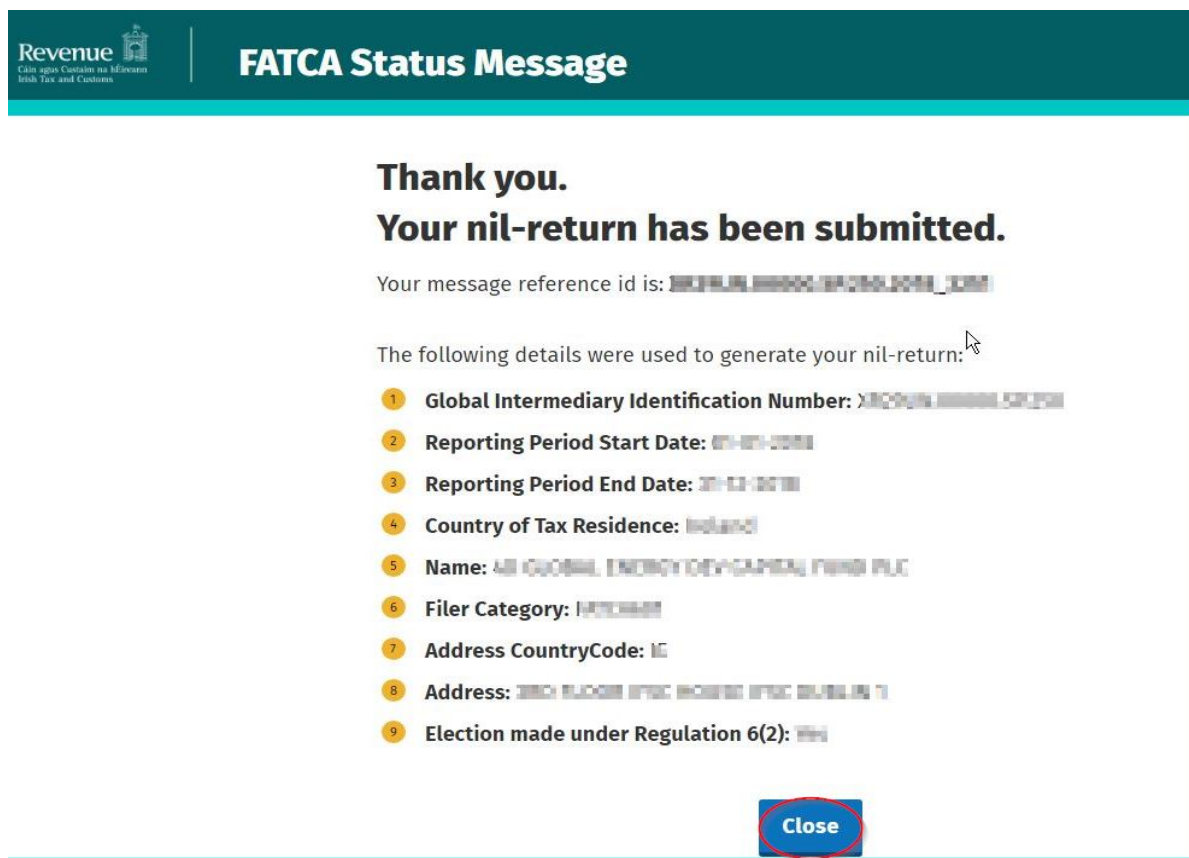 Revenue
Cáin agus Custaim na hÉireann
Irish Tax and Customs
FATCA Status Message
Thank you.
Your nil-return has been submitted.
Your message reference id is:
The following details were used to generate your nil-return:
1 Global Intermediary Identification Number:
2 Reporting Period Start Date:
3 Reporting Period End Date:
4 Country of Tax Residence:
5 Name:
6 Filer Category:
7 Address CountryCode: IE
8 Address:
9 Election made under Regulation 6(2):
Close